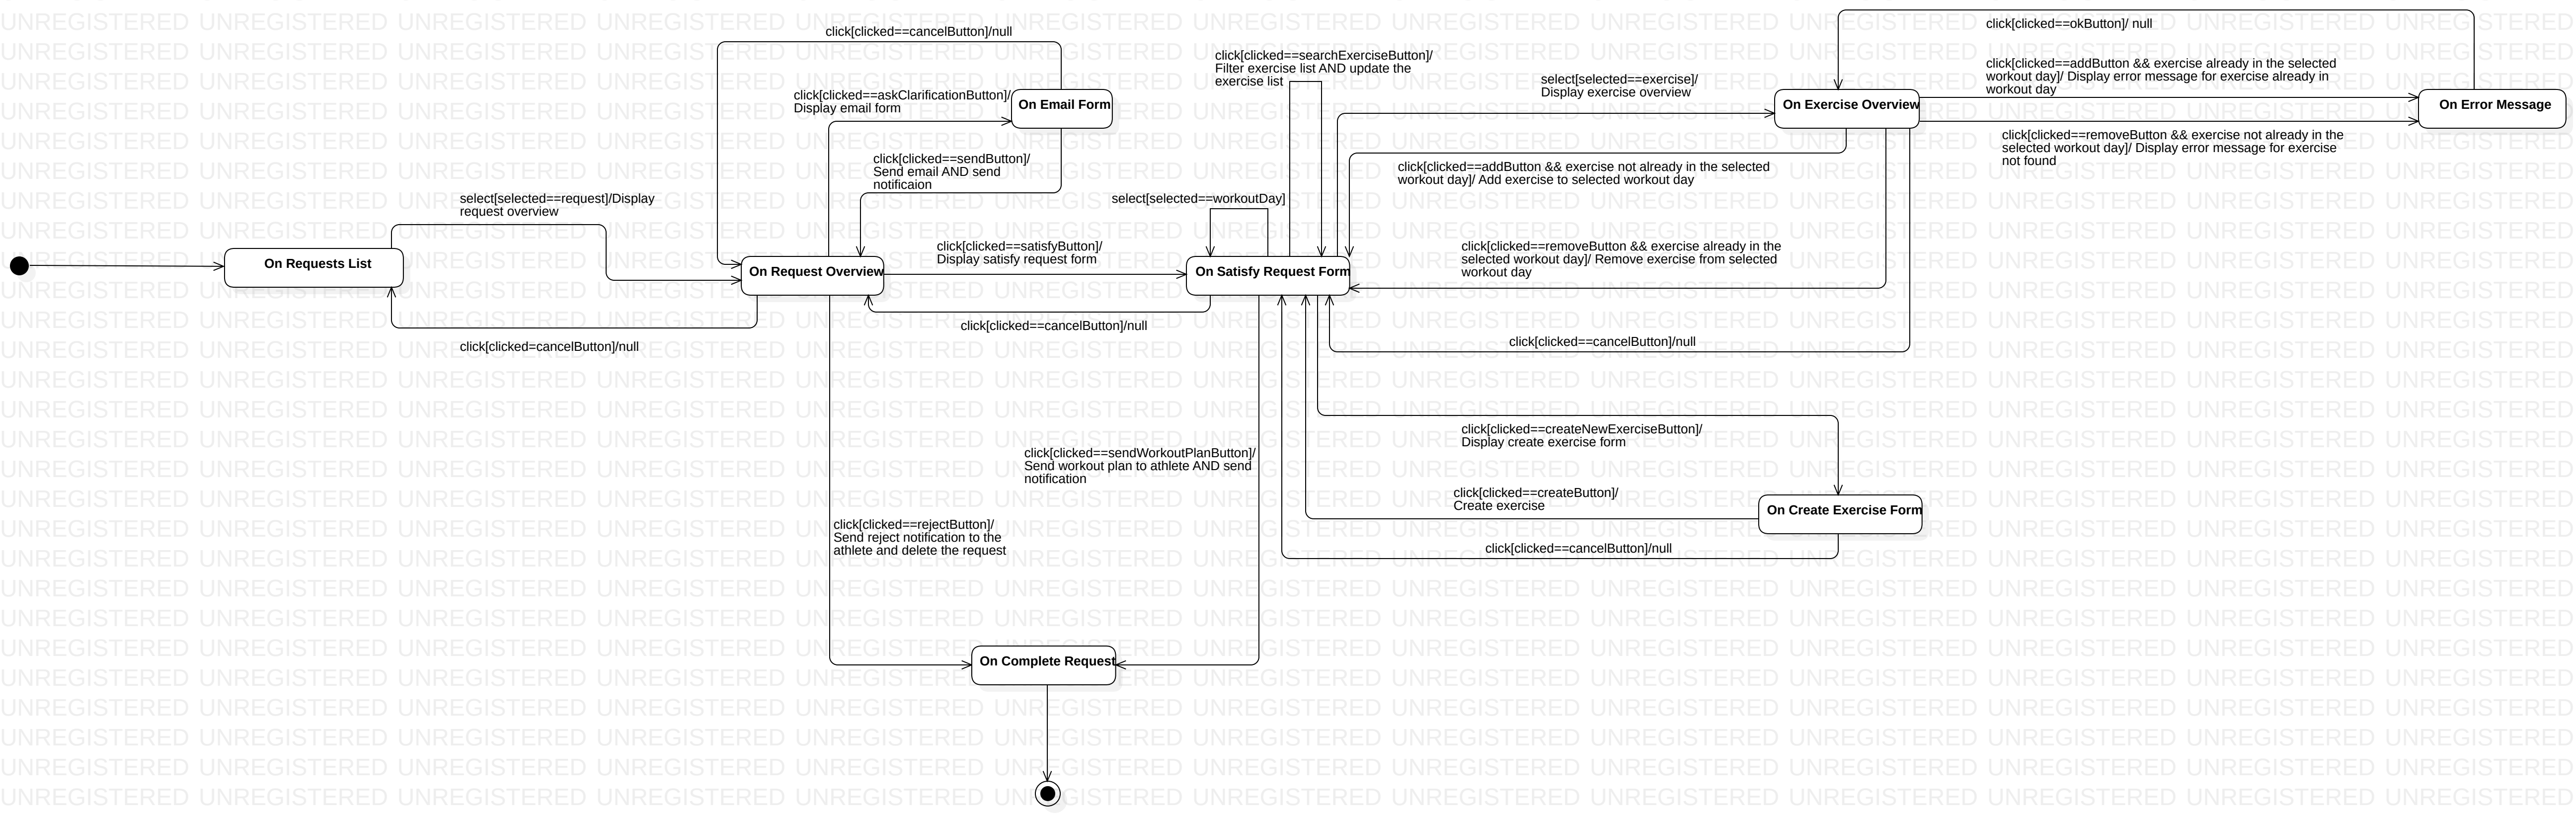 click[clicked==okButton]/ null
click[clicked==cancelButton]/null
click[clicked==searchExerciseButton]/
Filter exercise list AND update the
exercise list
select[selected==exercise]/
Display exercise overview
click[clicked==addButton && exercise already in the selected
workout day]/ Display error message for exercise already in
workout day
click[clicked==askClarificationButton]/
Display email form
On Email Form
On Exercise Overview
On Error Message
click[clicked==removeButton && exercise not already in the
selected workout day]/ Display error message for exercise
not found
click[clicked==sendButton]/
Send email AND send
notificaion
click[clicked==addButton && exercise not already in the selected
workout day]/ Add exercise to selected workout day
select[selected==request]/Display
request overview
select[selected==workoutDay]
click[clicked==satisfyButton]/
Display satisfy request form
click[clicked==removeButton && exercise already in the
selected workout day]/ Remove exercise from selected
workout day
On Requests List
On Request Overview
On Satisfy Request Form
click[clicked==cancelButton]/null
click[clicked==cancelButton]/null
click[clicked=cancelButton]/null
click[clicked==createNewExerciseButton]/
Display create exercise form
click[clicked==sendWorkoutPlanButton]/
Send workout plan to athlete AND send
notification
click[clicked==createButton]/
Create exercise
On Create Exercise Form
click[clicked==rejectButton]/
Send reject notification to the
athlete and delete the request
click[clicked==cancelButton]/null
On Complete Request
UNREGISTERED